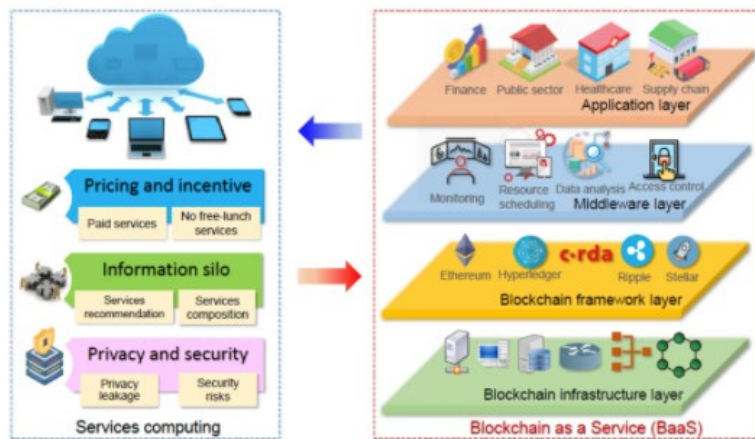 Pricing and incentive
Paid services
No free-lunch
services
Information silo
Services
recommendation
Services
composition
Privacy and security
Privacy
leakage
Security
risks
Services computing
Finance
Public sector
Healthcare
Supply chain
Application layer
Monitoring
Resource
scheduling
Data analysis
Access control
Middleware layer
Ethereum
Hyperledger
c·rda
Ripple
Stellar
Blockchain framework layer
Blockchain infrastructure layer
Blockchain as a Service (BaaS)